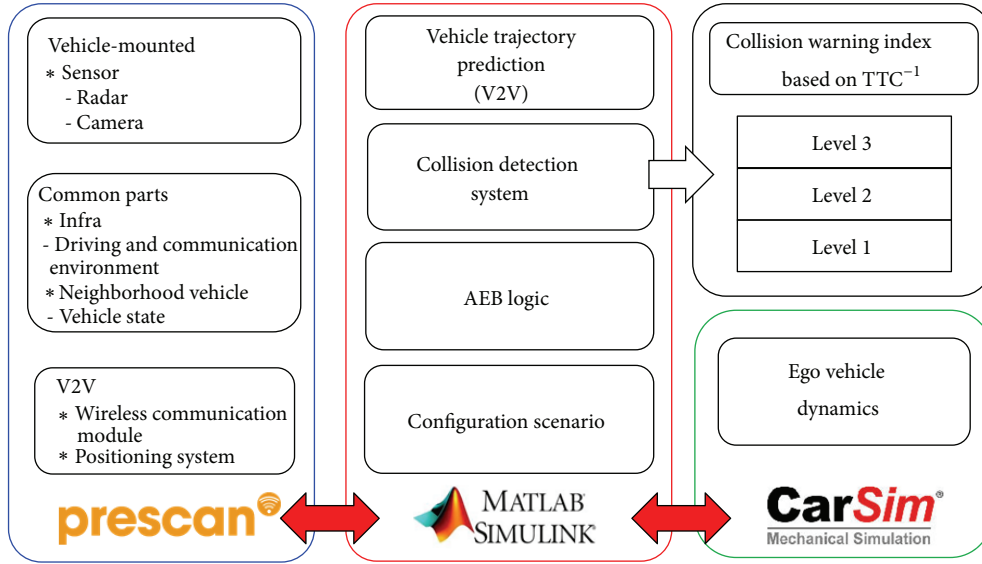 Vehicle-mounted
* Sensor
- Radar
- Camera
Common parts
* Infra
- Driving and communication
environment
* Neighborhood vehicle
- Vehicle state
V2V
* Wireless communication
module
* Positioning system
prescan
Vehicle trajectory
prediction
(V2V)
Collision detection
system
AEB logic
Configuration scenario
MATLAB®
SIMULINK®
Collision warning index
based on TTC⁻¹
Level 3
Level 2
Level 1
Ego vehicle
dynamics
CarSim®
Mechanical Simulation